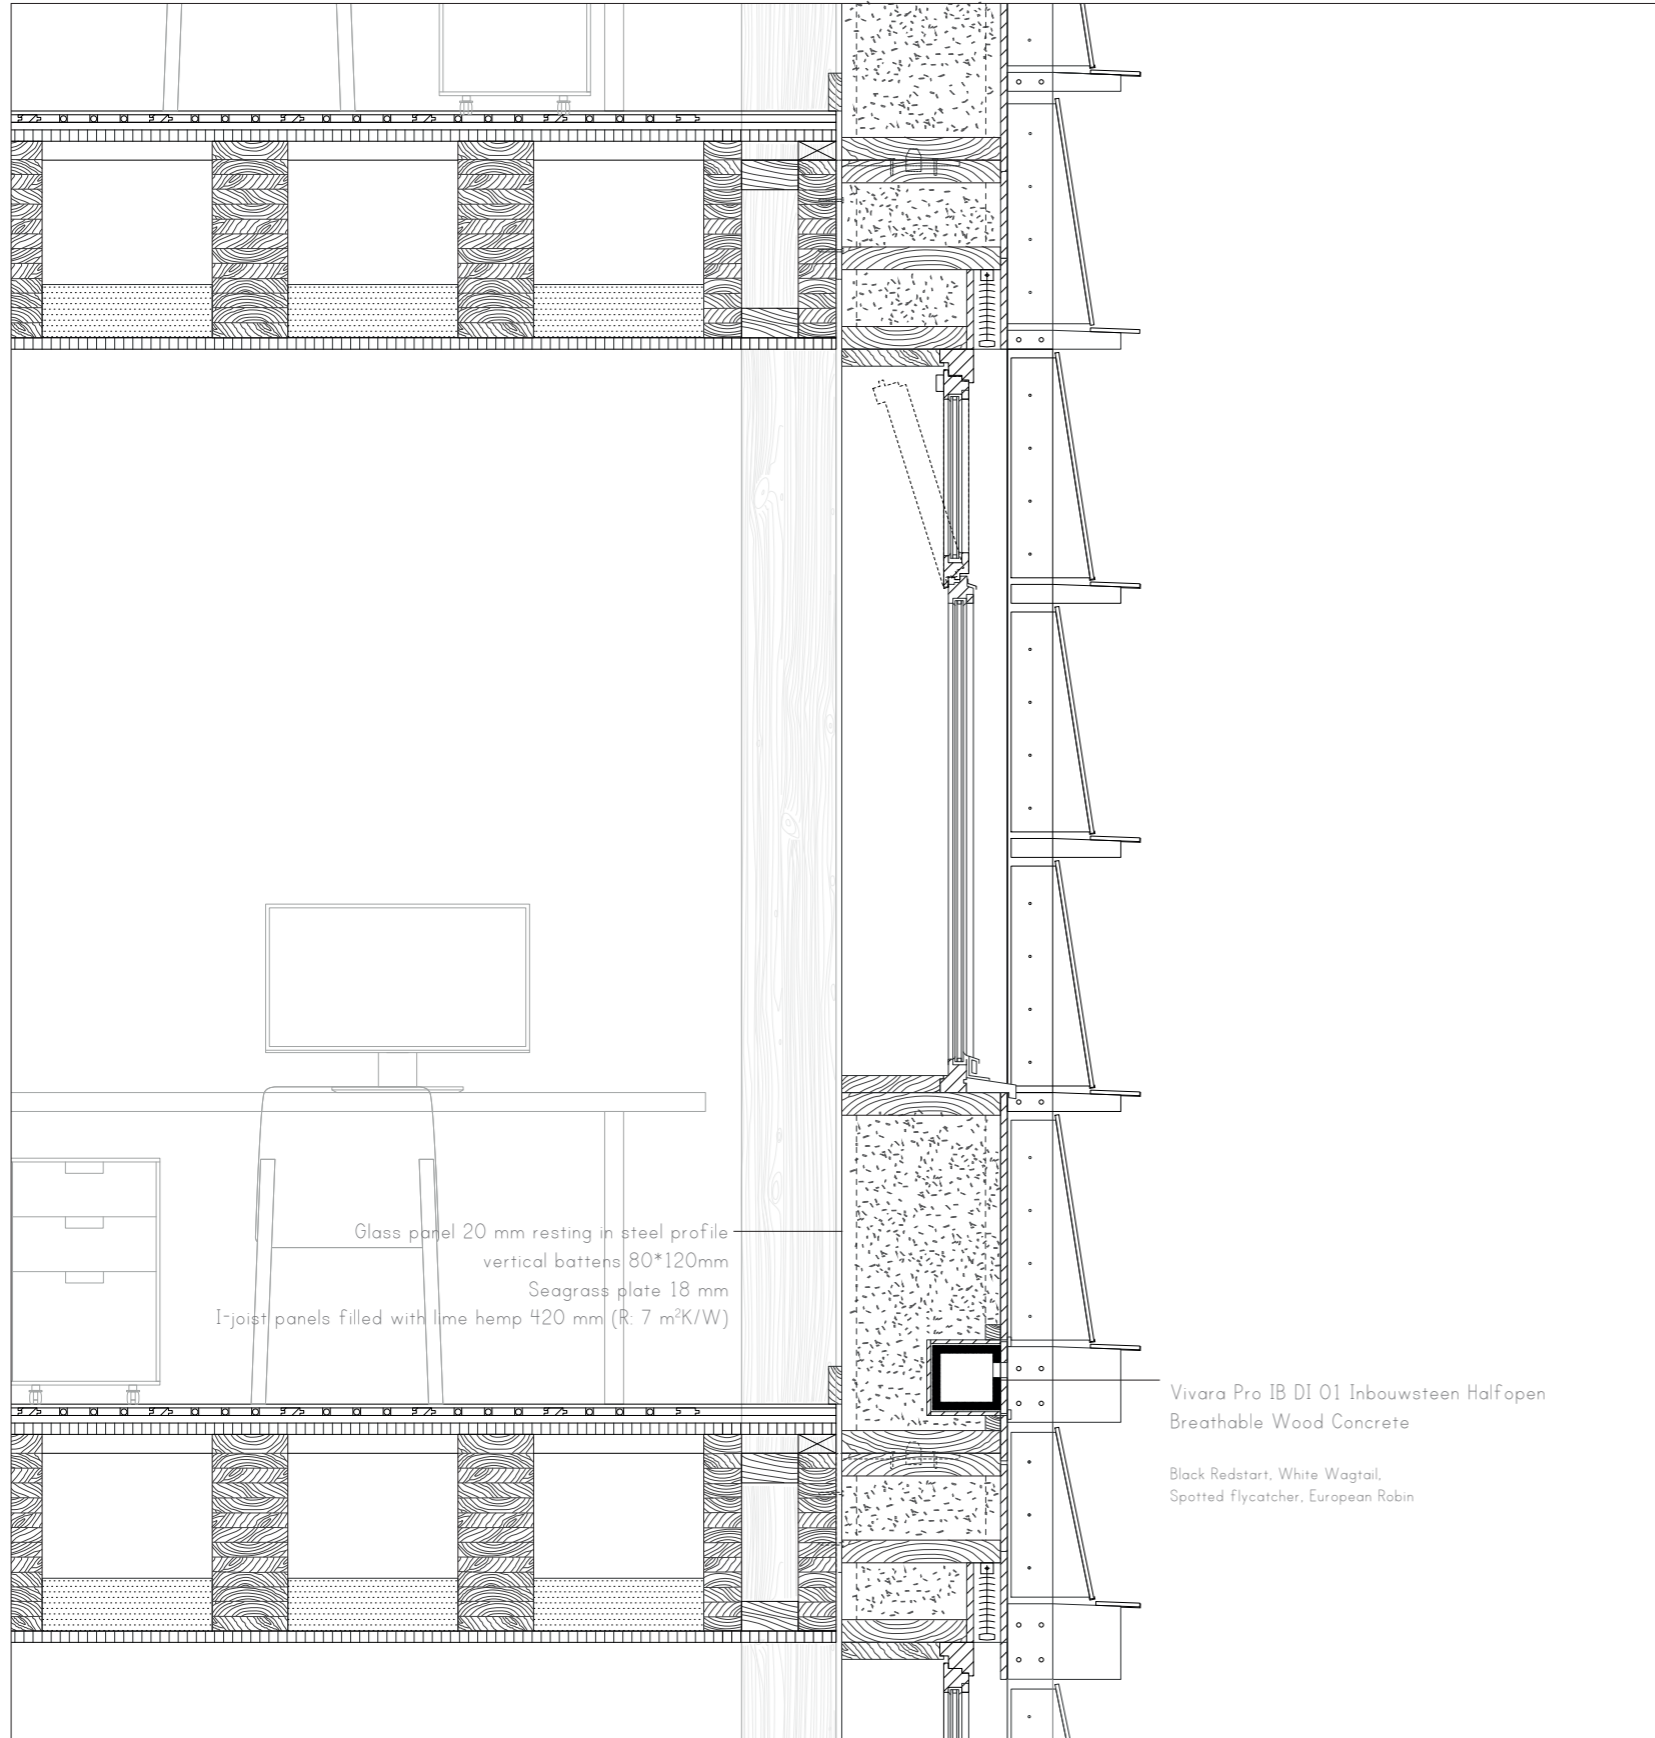 Glass panel 20 mm resting in steel profile
vertical battens 80*120mm
Seagrass plate 18 mm
I-joist panels filled with lime hemp 420 mm (R: 7 m²K/W)
Vivara Pro IB DI 01 Inbouwsteen Halfopen
Breathable Wood Concrete
Black Redstart, White Wagtail,
Spotted flycatcher, European Robin